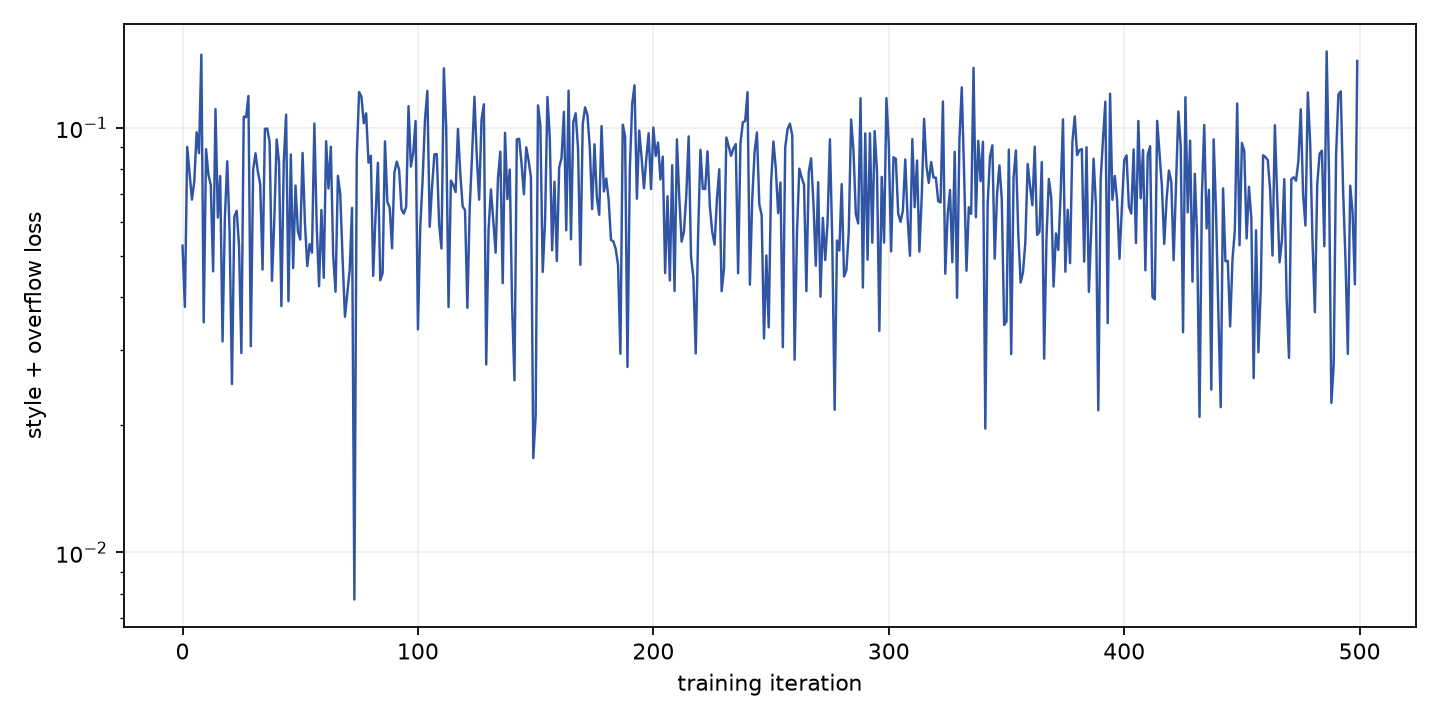 style + overflow loss
10⁻¹
10⁻²
0 100 200 300 400 500
training iteration